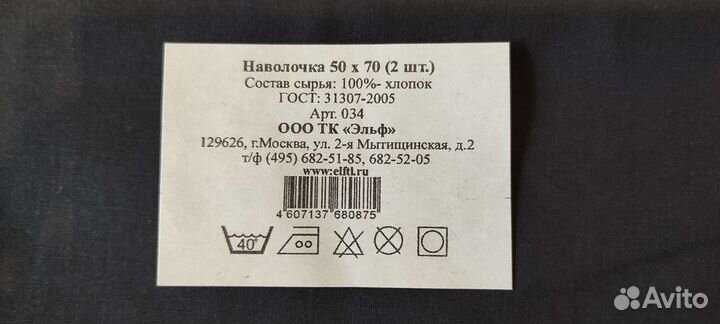 Наволочка 50 х 70 (2 шт.)
Состав сырья: 100%- хлопок
ГОСТ: 31307-2005
Арт. 034
ООО ТК «Эльф»
129626, г.Москва, ул. 2-я Мытищинская, д.2
т/ф (495) 682-51-85, 682-52-05
www.elftl.ru
4 607137 680875
40°
Avito